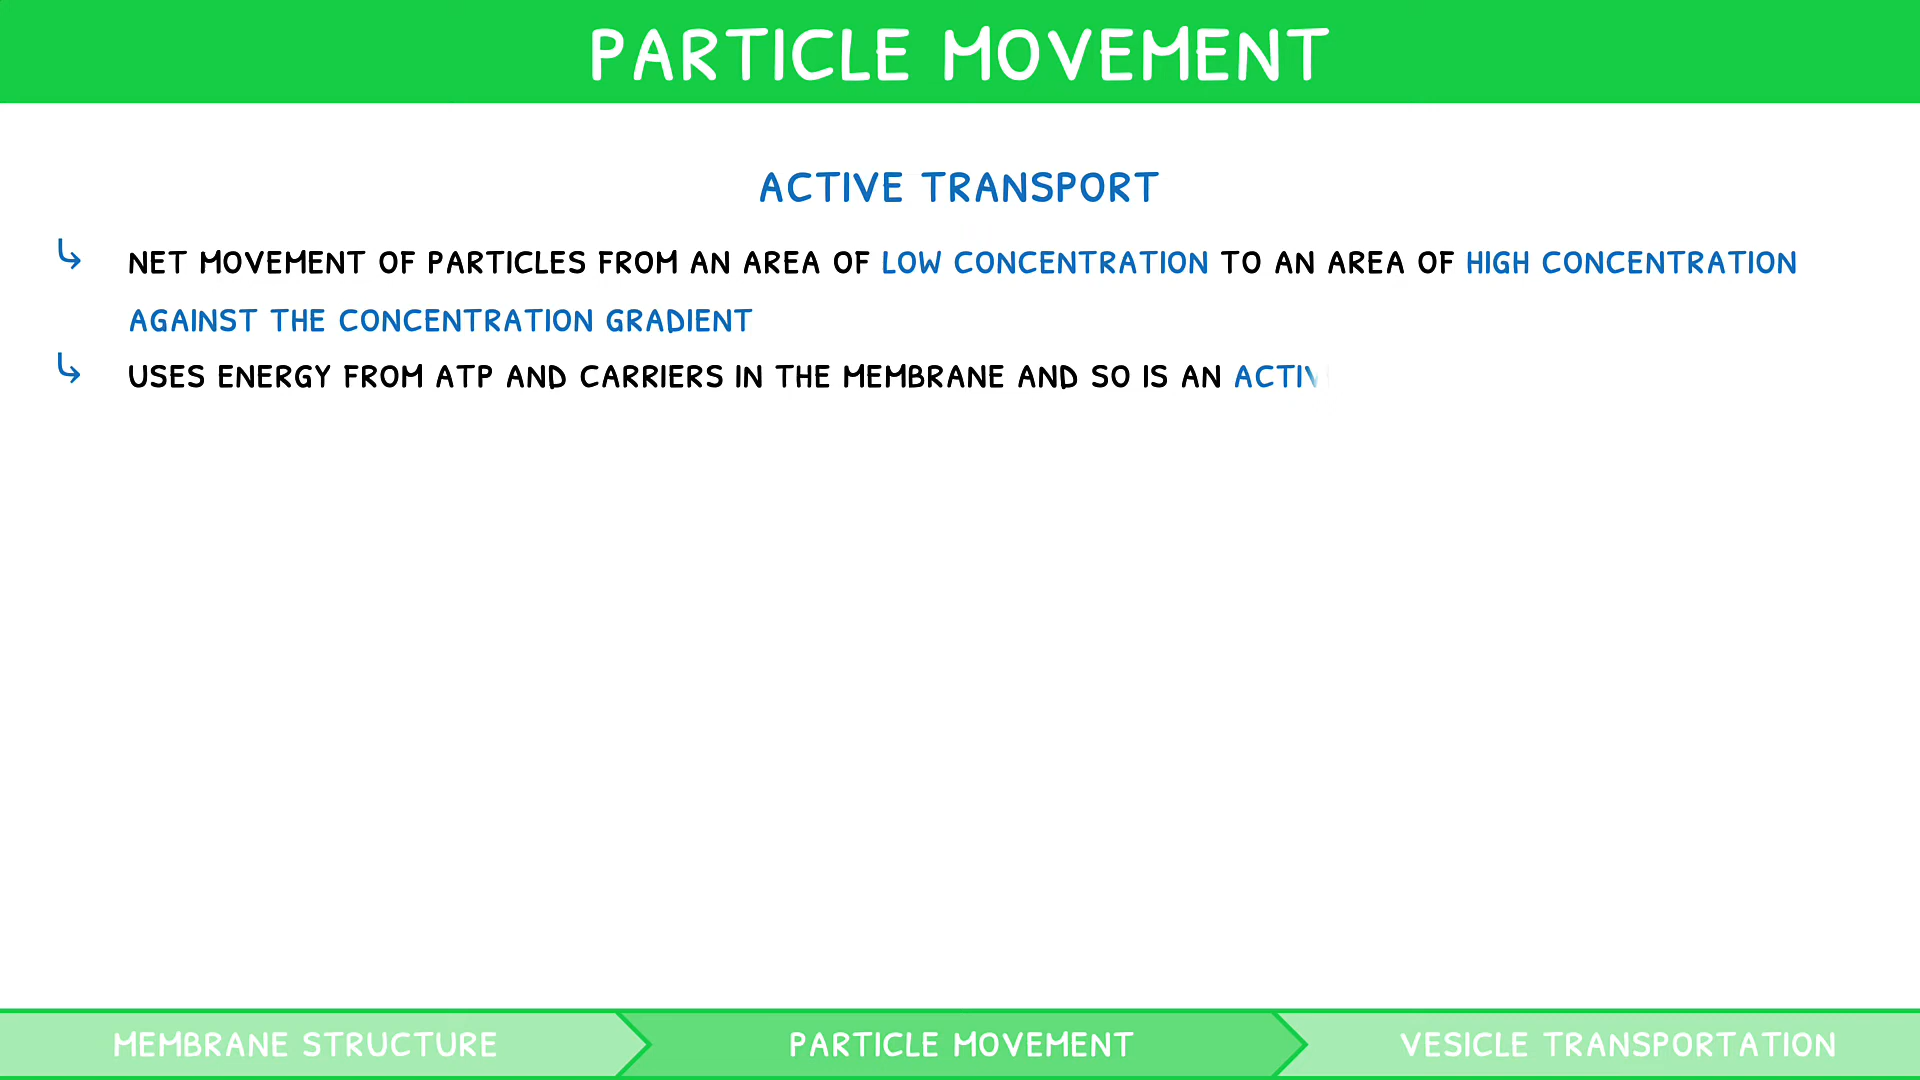 PARTICLE MOVEMENT
ACTIVE TRANSPORT
↳ NET MOVEMENT OF PARTICLES FROM AN AREA OF LOW CONCENTRATION TO AN AREA OF HIGH CONCENTRATION
AGAINST THE CONCENTRATION GRADIENT
↳ USES ENERGY FROM ATP AND CARRIERS IN THE MEMBRANE AND SO IS AN
MEMBRANE STRUCTURE
PARTICLE MOVEMENT
VESICLE TRANSPORTATION